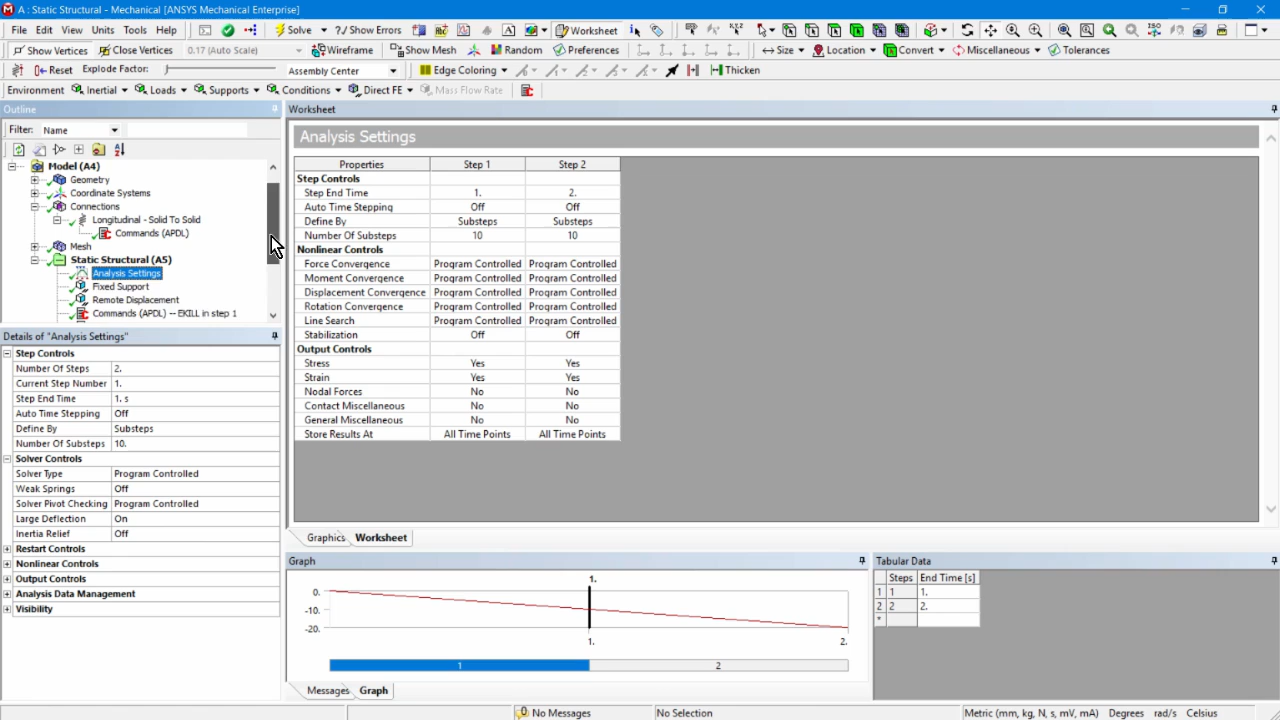 A : Static Structural - Mechanical [ANSYS Mechanical Enterprise]
File Edit View Units Tools Help Solve ?/ Show Errors Worksheet
Show Vertices Close Vertices 0.17 (Auto Scale) Wireframe Show Mesh Random Preferences Size Location Convert Miscellaneous Tolerances
Reset Explode Factor: Assembly Center Edge Coloring Thicken
Environment Inertial Loads Supports Conditions Direct FE Mass Flow Rate
Outline
Filter: Name
Model (A4)
Geometry
Coordinate Systems
Connections
Longitudinal - Solid To Solid
Commands (APDL)
Mesh
Static Structural (A5)
Analysis Settings
Fixed Support
Remote Displacement
Commands (APDL) -- EKILL in step 1
Details of "Analysis Settings"
Step Controls
Number Of Steps 2.
Current Step Number 1.
Step End Time 1. s
Auto Time Stepping Off
Define By Substeps
Number Of Substeps 10.
Solver Controls
Solver Type Program Controlled
Weak Springs Off
Solver Pivot Checking Program Controlled
Large Deflection On
Inertia Relief Off
Restart Controls
Nonlinear Controls
Output Controls
Analysis Data Management
Visibility
Worksheet
Analysis Settings
Properties Step 1 Step 2
Step Controls
Step End Time 1. 2.
Auto Time Stepping Off Off
Define By Substeps Substeps
Number Of Substeps 10 10
Nonlinear Controls
Force Convergence Program Controlled Program Controlled
Moment Convergence Program Controlled Program Controlled
Displacement Convergence Program Controlled Program Controlled
Rotation Convergence Program Controlled Program Controlled
Line Search Program Controlled Program Controlled
Stabilization Off Off
Output Controls
Stress Yes Yes
Strain Yes Yes
Nodal Forces No No
Contact Miscellaneous No No
General Miscellaneous No No
Store Results At All Time Points All Time Points
Graphics Worksheet
Graph
1.
0.
-10.
-20.
1. 2.
1 2
Messages Graph
Tabular Data
Steps End Time [s]
1 1 1.
2 2 2.
*
No Messages No Selection Metric (mm, kg, N, s, mV, mA) Degrees rad/s Celsius